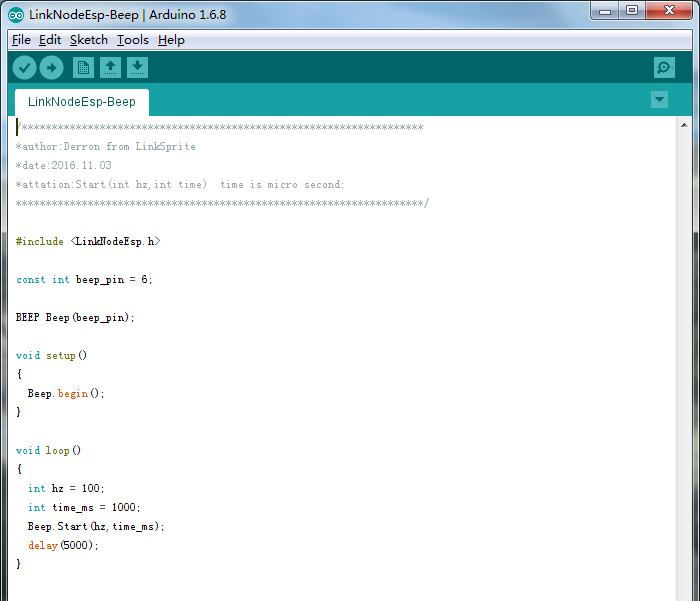 LinkNodeEsp-Beep | Arduino 1.6.8
File Edit Sketch Tools Help
LinkNodeEsp-Beep
/*******************************************************************
*author:Derron from LinkSprite
*date:2016.11.03
*attation:Start(int hz,int time)  time is micro second;
********************************************************************/
#include <LinkNodeEsp.h>
const int beep_pin = 6;
BEEP Beep(beep_pin);
void setup()
{
  Beep.begin();
}
void loop()
{
  int hz = 100;
  int time_ms = 1000;
  Beep.Start(hz,time_ms);
  delay(5000);
}